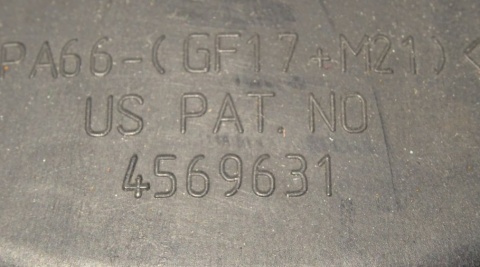 PA66-(GF17+M21)<
US PAT. NO
4569631